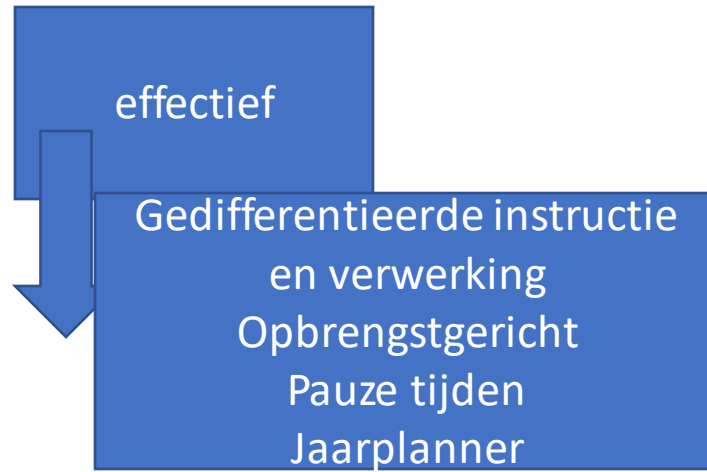 effectief
Gedifferentieerde instructie
en verwerking
Opbrengstgericht
Pauze tijden
Jaarplanner